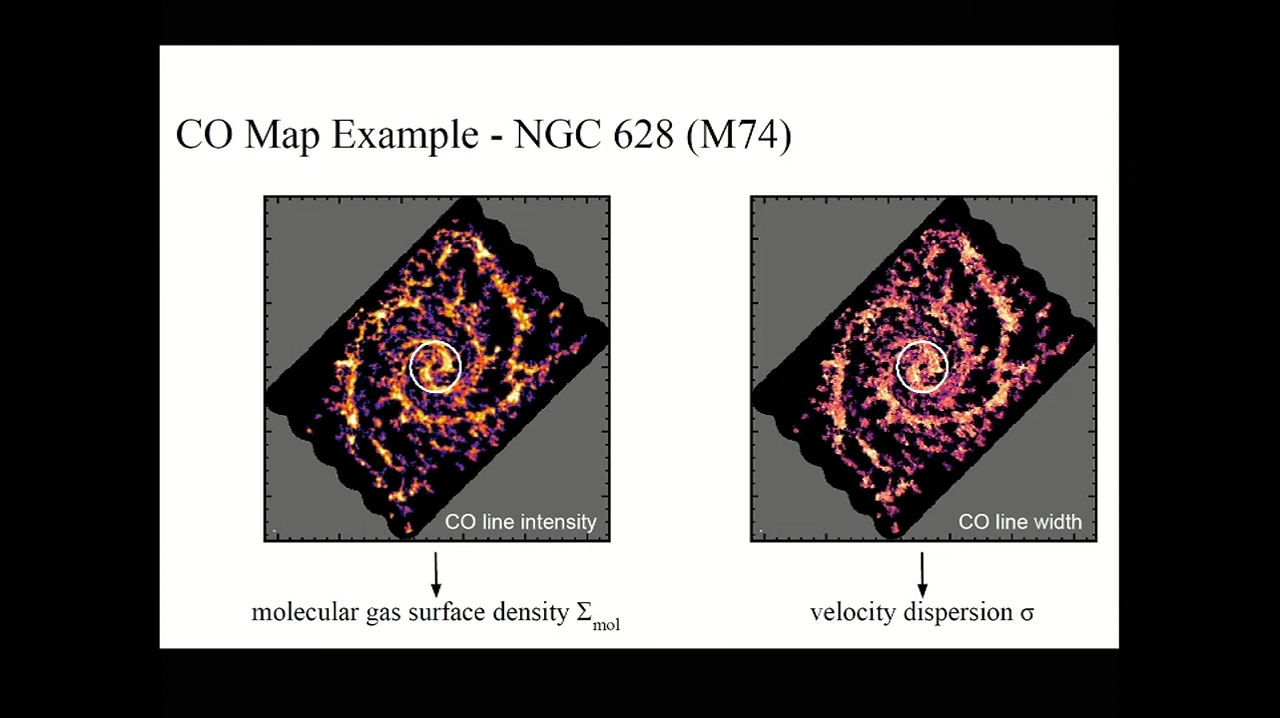 CO Map Example - NGC 628 (M74)
CO line intensity
CO line width
molecular gas surface density Σmol
velocity dispersion σ